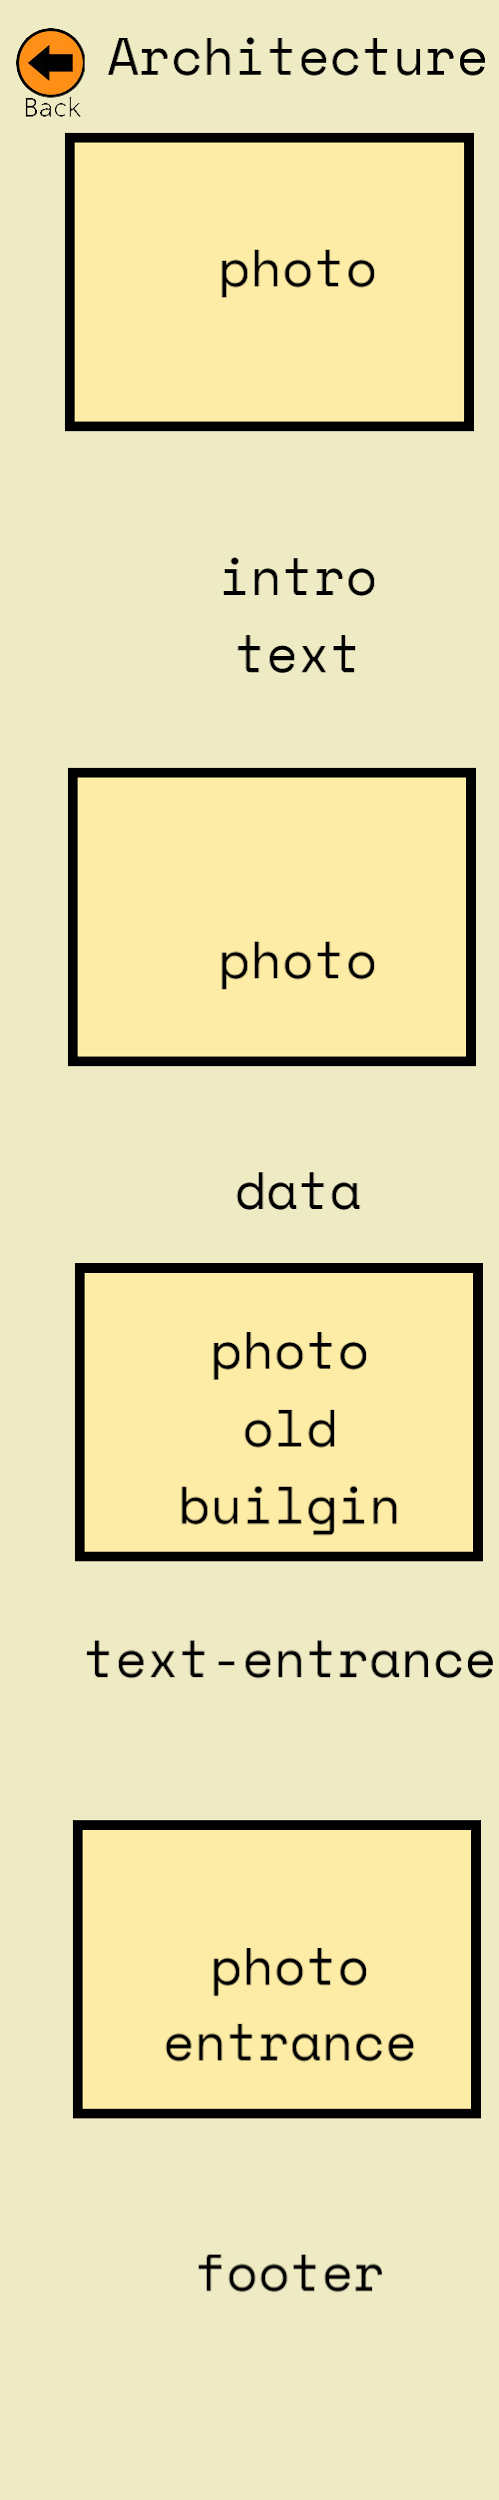 Architecture
Back
photo
intro
text
photo
data
photo
old
builgin
text-entrance
photo
entrance
footer